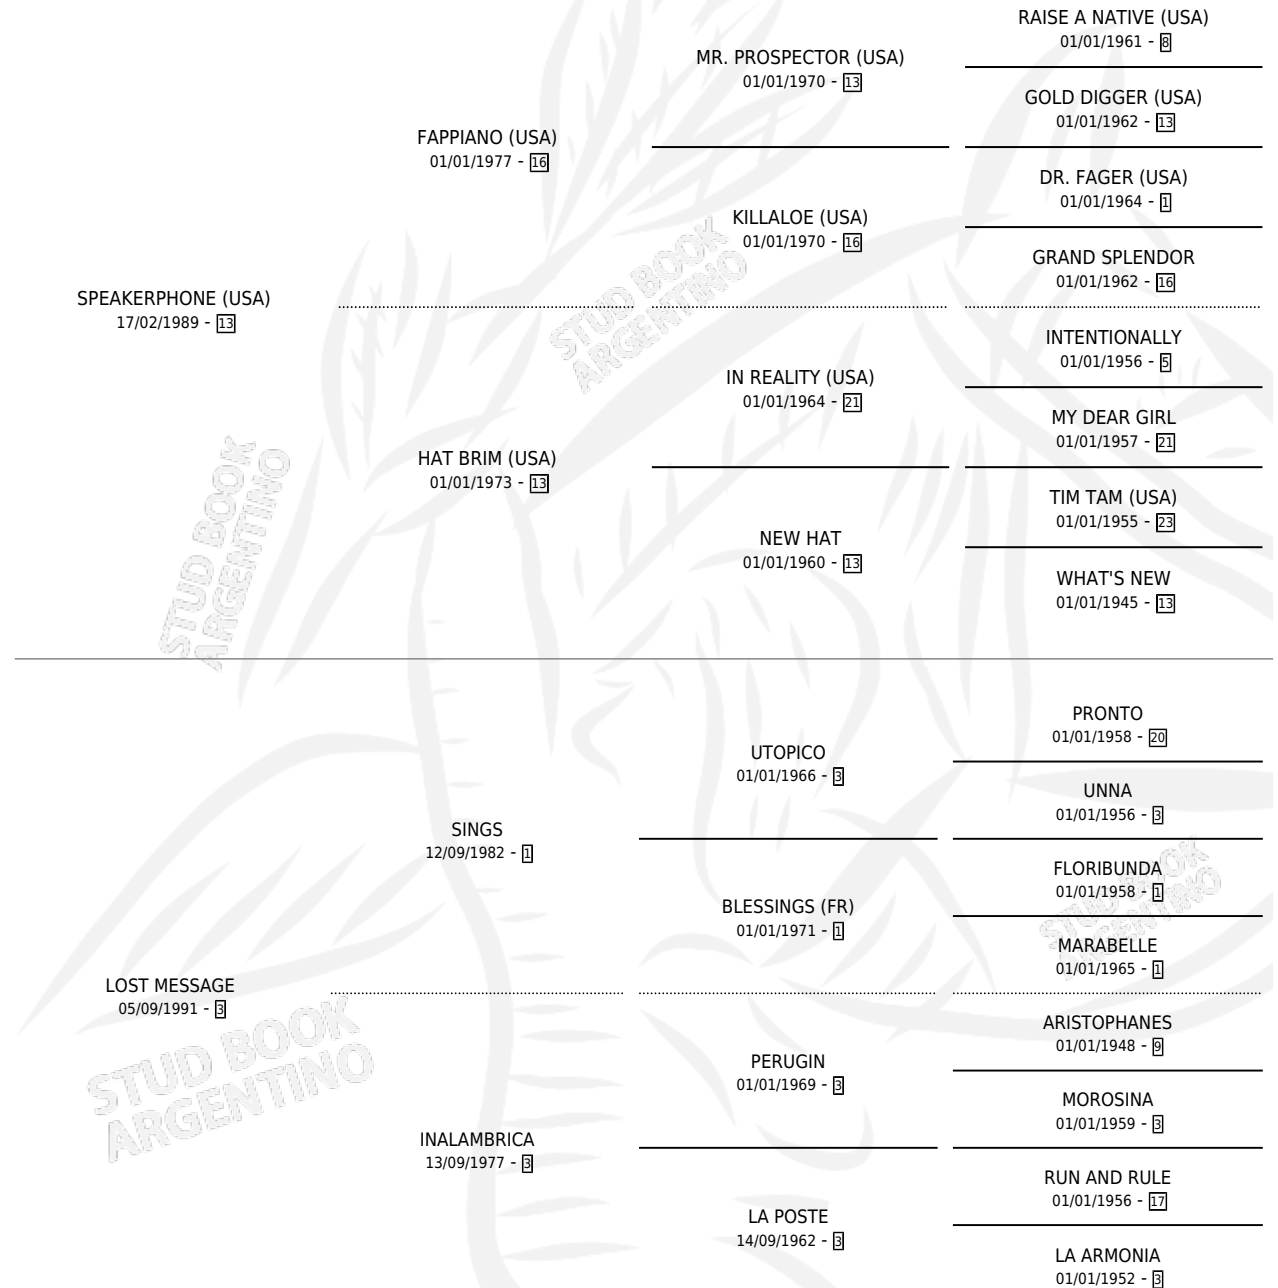 RAISE A NATIVE (USA)
01/01/1961 - 8
MR. PROSPECTOR (USA)
01/01/1970 - 13
GOLD DIGGER (USA)
01/01/1962 - 13
FAPPIANO (USA)
01/01/1977 - 16
DR. FAGER (USA)
01/01/1964 - 1
KILLALOE (USA)
01/01/1970 - 16
GRAND SPLENDOR
01/01/1962 - 16
SPEAKERPHONE (USA)
17/02/1989 - 13
INTENTIONALLY
01/01/1956 - 5
IN REALITY (USA)
01/01/1964 - 21
MY DEAR GIRL
01/01/1957 - 21
HAT BRIM (USA)
01/01/1973 - 13
TIM TAM (USA)
01/01/1955 - 23
NEW HAT
01/01/1960 - 13
WHAT'S NEW
01/01/1945 - 13
PRONTO
01/01/1958 - 20
UTOPICO
01/01/1966 - 3
UNNA
01/01/1956 - 3
SINGS
12/09/1982 - 1
FLORIBUNDA
01/01/1958 - 1
BLESSINGS (FR)
01/01/1971 - 1
MARABELLE
01/01/1965 - 1
LOST MESSAGE
05/09/1991 - 3
ARISTOPHANES
01/01/1948 - 9
PERUGIN
01/01/1969 - 3
MOROSINA
01/01/1959 - 3
INALAMBRICA
13/09/1977 - 3
RUN AND RULE
01/01/1956 - 17
LA POSTE
14/09/1962 - 3
LA ARMONIA
01/01/1952 - 3
STUD BOOK
ARGENTINO
STUD BOOK
ARGENTINO
STUD BOOK
ARGENTINO
STUD BOOK
ARGENTINO